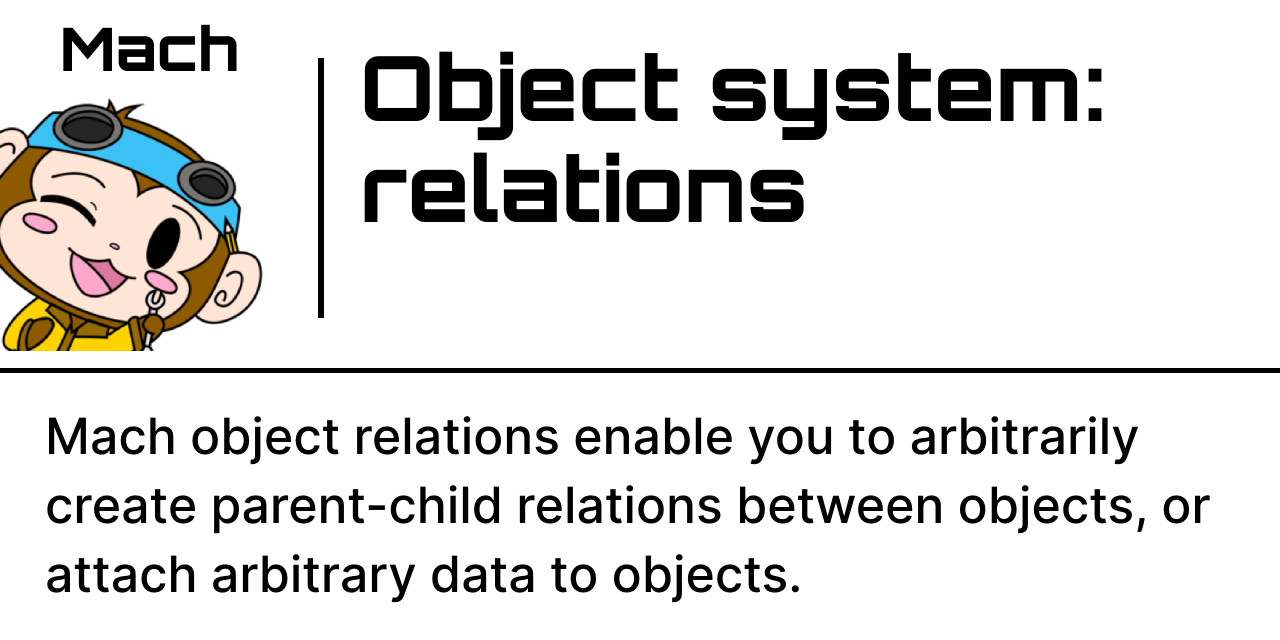 Mach
Object system:
relations
Mach object relations enable you to arbitrarily
create parent-child relations between objects, or
attach arbitrary data to objects.